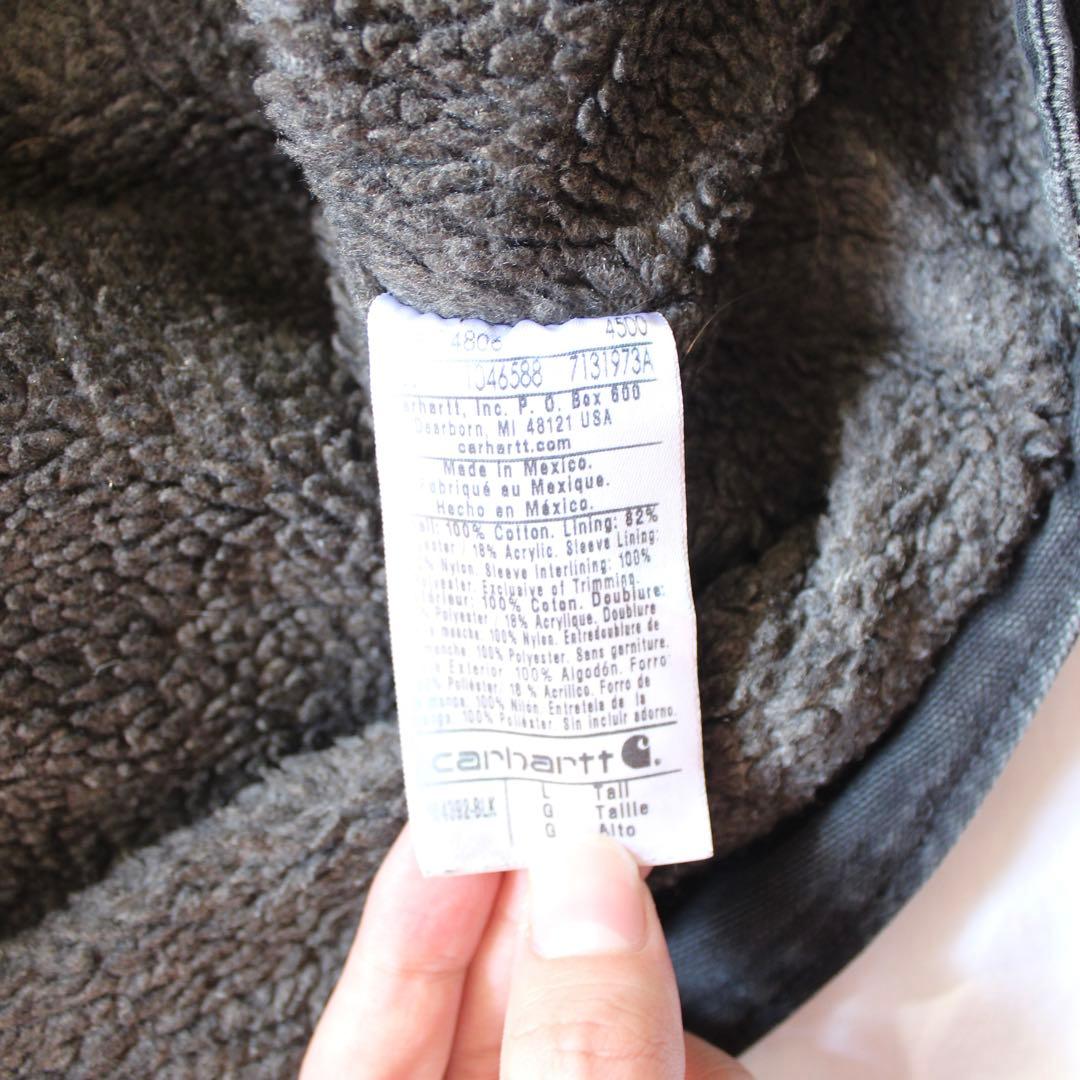 4806 4500
1046588 7131973A
arhartt, Inc. P. O. Box 600
Dearborn, MI 48121 USA
carhartt.com
Made in Mexico.
Fabriqué au Mexique.
Hecho en México.
100% Cotton. Lining: 82%
18% Acrylic. Sleeve Lining:
Nylon. Sleeve Interlining: 100%
Polyester. Exclusive of Trimming.
100% Coton. Doublure:
% Polyester / 18% Acrylique. Doublure
manche: 100% Nylon. Entredoublure de
manche 100% Polyester. Sans garniture.
Exterior 100% Algodón. Forro:
Poliéster. 18 % Acrílico. Forro de
100% Nilón. Entretela de la
100% Poliéster. Sin incluir adorno.
carhartt
L Tall
4392-BLK G Taille
G Alto